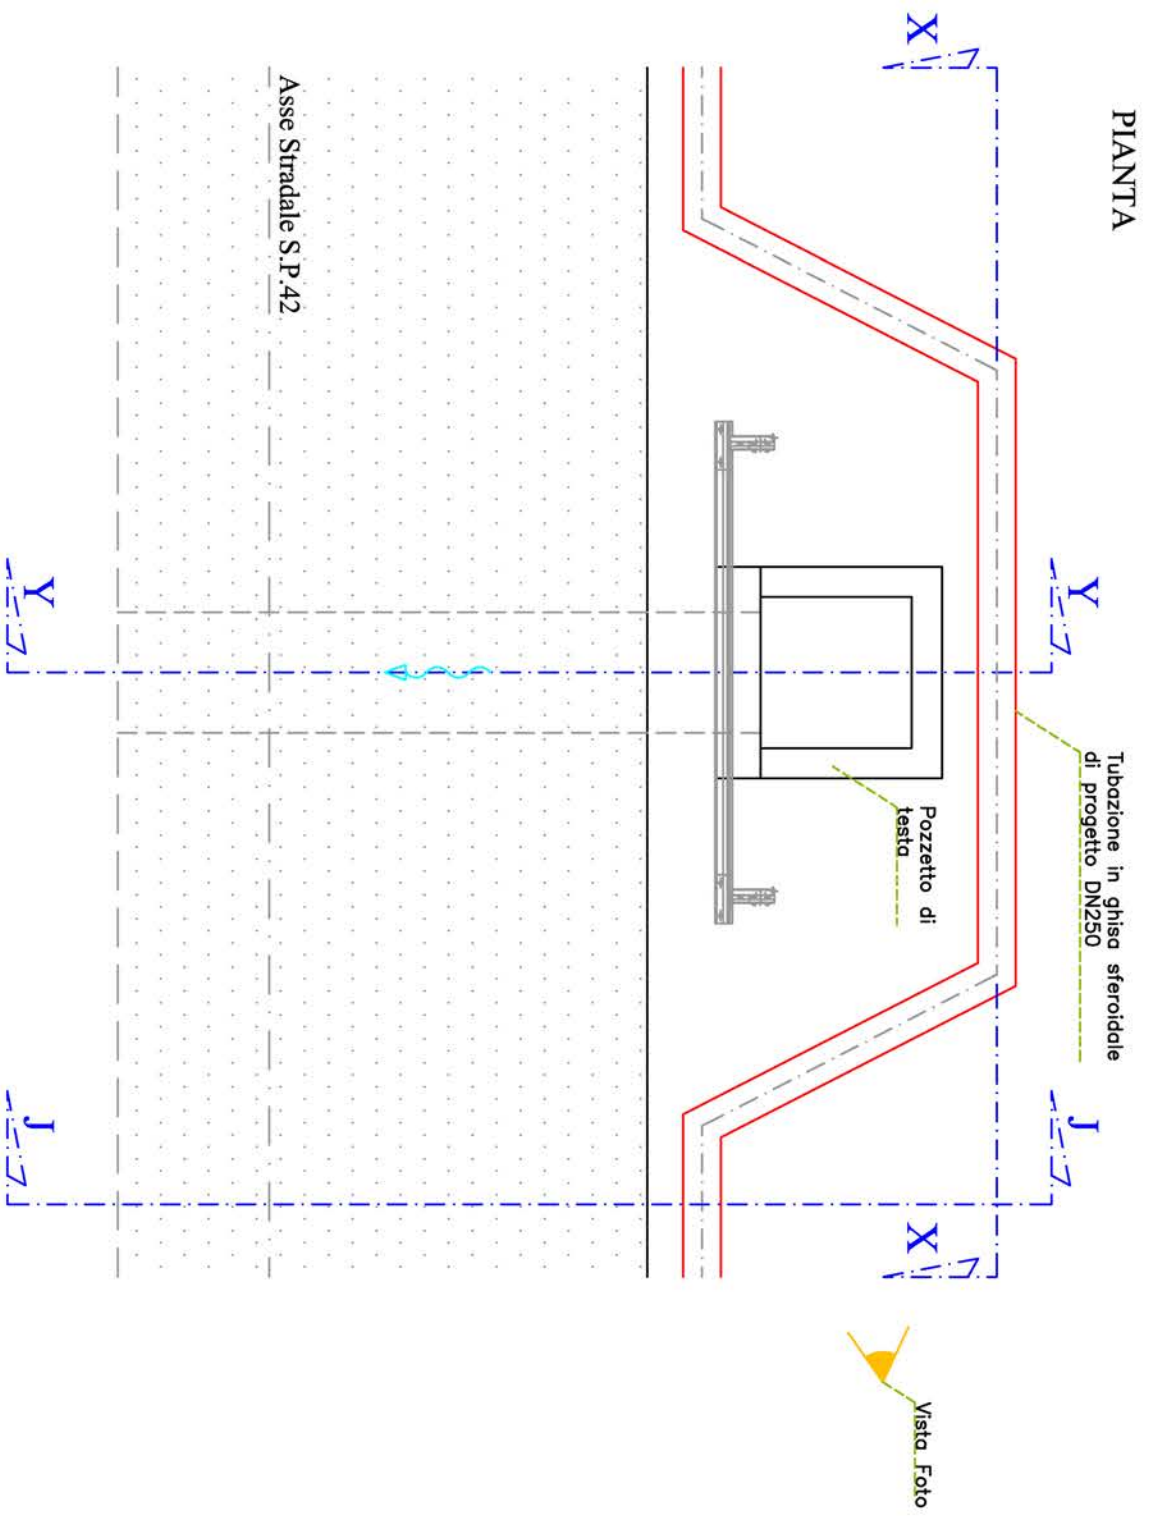 PIANTA
X
X
Y
Y
J
J
Tubazione in ghisa sferoidale
di progetto DN250
Pozzetto di
testa
Vista Foto
Asse Stradale S.P.42